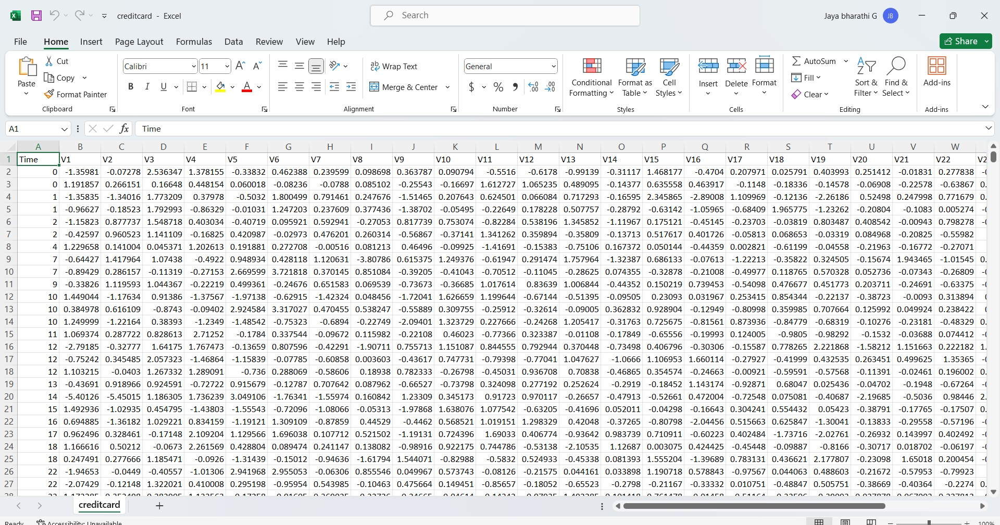 creditcard - Excel
Search
Jaya bharathi G JB
File Home Insert Page Layout Formulas Data Review View Help
Share
Paste
Cut
Copy
Format Painter
Clipboard
Calibri 11
B I U
Font
Wrap Text
Merge & Center
Alignment
General
$ %
Number
Conditional Formatting
Format as Table
Cell Styles
Styles
Insert Delete Format
Cells
AutoSum
Fill
Clear
Sort & Filter
Find & Select
Editing
Add-ins
Add-ins
A1 fx Time
A B C D E F G H I J K L M N O P Q R S T U V W
1 Time V1 V2 V3 V4 V5 V6 V7 V8 V9 V10 V11 V12 V13 V14 V15 V16 V17 V18 V19 V20 V21 V22
2 0 -1.35981 -0.07278 2.536347 1.378155 -0.33832 0.462388 0.239599 0.098698 0.363787 0.090794 -0.5516 -0.6178 -0.99139 -0.31117 1.468177 -0.4704 0.207971 0.025791 0.403993 0.251412 -0.01831 0.277838
3 0 1.191857 0.266151 0.16648 0.448154 0.060018 -0.08236 -0.0788 0.085102 -0.25543 -0.16697 1.612727 1.065235 0.489095 -0.14377 0.635558 0.463917 -0.1148 -0.18336 -0.14578 -0.06908 -0.22578 -0.63867
4 1 -1.35835 -1.34016 1.773209 0.37978 -0.5032 1.800499 0.791461 0.247676 -1.51465 0.207643 0.624501 0.066084 0.717293 -0.16595 2.345865 -2.89008 1.109969 -0.12136 -2.26186 0.52498 0.247998 0.771679
5 1 -0.96627 -0.18523 1.792993 -0.86329 -0.01031 1.247203 0.237609 0.377436 -1.38702 -0.05495 -0.22649 0.178228 0.507757 -0.28792 -0.63142 -1.05965 -0.68409 1.965775 -1.23262 -0.20804 -0.1083 0.005274
6 2 -1.15823 0.877737 1.548718 0.403034 -0.40719 0.095921 0.592941 -0.27053 0.817739 0.753074 -0.82284 0.538196 1.345852 -1.11967 0.175121 -0.45145 -0.23703 -0.03819 0.803487 0.408542 -0.00943 0.798278
7 2 -0.42597 0.960523 1.141109 -0.16825 0.420987 -0.02973 0.476201 0.260314 -0.56867 -0.37141 1.341262 0.359894 -0.35809 -0.13713 0.517617 0.401726 -0.05813 0.068653 -0.03319 0.084968 -0.20825 -0.55982
8 4 1.229658 0.141004 0.045371 1.202613 0.191881 0.272708 -0.00516 0.081213 0.46496 -0.09925 -1.41691 -0.15383 -0.75106 0.167372 0.050144 -0.44359 0.002821 -0.61199 -0.04558 -0.21963 -0.16772 -0.27071
9 7 -0.64427 1.417964 1.07438 -0.4922 0.948934 0.428118 1.120631 -3.80786 0.615375 1.249376 -0.61947 0.291474 1.757964 -1.32387 0.686133 -0.07613 -1.22213 -0.35822 0.324505 -0.15674 1.943465 -1.01545
10 7 -0.89429 0.286157 -0.11319 -0.27153 2.669599 3.721818 0.370145 0.851084 -0.39205 -0.41043 -0.70512 -0.11045 -0.28625 0.074355 -0.32878 -0.21008 -0.49977 0.118765 0.570328 0.052736 -0.07343 -0.26809
11 9 -0.33826 1.119593 1.044367 -0.22219 0.499361 -0.24676 0.651583 0.069539 -0.73673 -0.36685 1.017614 0.83639 1.006844 -0.44352 0.150219 0.739453 -0.54098 0.476677 0.451773 0.203711 -0.24691 -0.63375
12 10 1.449044 -1.17634 0.91386 -1.37567 -1.97138 -0.62915 -1.42324 0.048456 -1.72041 1.626659 1.199644 -0.67144 -0.51395 -0.09505 0.23093 0.031967 0.253415 0.854344 -0.22137 -0.38723 -0.0093 0.313894
13 10 0.384978 0.616109 -0.8743 -0.09402 2.924584 3.317027 0.470455 0.538247 -0.55889 0.309755 -0.25912 -0.32614 -0.09005 0.362832 0.928904 -0.12949 -0.80998 0.359985 0.707664 0.125992 0.049924 0.238422
14 10 1.249999 -1.22164 0.38393 -1.2349 -1.48542 -0.75323 -0.6894 -0.22749 -2.09401 1.323729 0.227666 -0.24268 1.205417 -0.31763 0.725675 -0.81561 0.873936 -0.84779 -0.68319 -0.10276 -0.23181 -0.48329
15 11 1.069374 0.287722 0.828613 2.71252 -0.1784 0.337544 -0.09672 0.115982 -0.22108 0.46023 -0.77366 0.323387 -0.01108 -0.17849 -0.65556 -0.19993 0.124005 -0.9805 -0.98292 -0.1532 -0.03688 0.074412
16 12 -2.79185 -0.32777 1.64175 1.767473 -0.13659 0.807596 -0.42291 -1.90711 0.755713 1.151087 0.844555 0.792944 0.370448 -0.73498 0.406796 -0.30306 -0.15587 0.778265 2.221868 -1.58212 1.151663 0.222182
17 12 -0.75242 0.345485 2.057323 -1.46864 -1.15839 -0.07785 -0.60858 0.003603 -0.43617 0.747731 -0.79398 -0.77041 1.047627 -1.0666 1.106953 1.660114 -0.27927 -0.41999 0.432535 0.263451 0.499625 1.35365
18 12 1.103215 -0.0403 1.267332 1.289091 -0.736 0.288069 -0.58606 0.18938 0.782333 -0.26798 -0.45031 0.936708 0.70838 -0.46865 0.354574 -0.24663 -0.00921 -0.59591 -0.57568 -0.11391 -0.02461 0.196002
19 13 -0.43691 0.918966 0.924591 -0.72722 0.915679 -0.12787 0.707642 0.087962 -0.66527 -0.73798 0.324098 0.277192 0.252624 -0.2919 -0.18452 1.143174 -0.92871 0.68047 0.025436 -0.04702 -0.1948 -0.67264
20 14 -5.40126 -5.45015 1.186305 1.736239 3.049106 -1.76341 -1.55974 0.160842 1.23309 0.345173 0.91723 0.970117 -0.26657 -0.47913 -0.52661 0.472004 -0.72548 0.075081 -0.40687 -2.19685 -0.5036 0.98446
21 15 1.492936 -1.02935 0.454795 -1.43803 -1.55543 -0.72096 -1.08066 -0.05313 -1.97868 1.638076 1.077542 -0.63205 -0.41696 0.052011 -0.04298 -0.16643 0.304241 0.554432 0.05423 -0.38791 -0.17765 -0.17507
22 16 0.694885 -1.36182 1.029221 0.834159 -1.19121 1.309109 -0.87859 0.44529 -0.4462 0.568521 1.019151 1.298329 0.42048 -0.37265 -0.80798 -2.04456 0.515663 0.625847 -1.30041 -0.13833 -0.29558 -0.57196
23 17 0.962496 0.328461 -0.17148 2.109204 1.129566 1.696038 0.107712 0.521502 -1.19131 0.724396 1.69033 0.406774 -0.93642 0.983739 0.710911 -0.60223 0.402484 -1.73716 -2.02761 -0.26932 0.143997 0.402492
24 18 1.166616 0.50212 -0.0673 2.261569 0.428804 0.089474 0.241147 0.138082 -0.98916 0.922175 0.744786 -0.53138 -2.10535 1.12687 0.003075 0.424425 -0.45448 -0.09887 -0.8166 -0.30717 0.018702 -0.06197
25 18 0.247491 0.277666 1.185471 -0.0926 -1.31439 -0.15012 -0.94636 -1.61794 1.544071 -0.82988 -0.5832 0.524933 -0.45338 0.081393 1.555204 -1.39689 0.783131 0.436621 2.177807 -0.23098 1.65018 0.200454
26 22 -1.94653 -0.0449 -0.40557 -1.01306 2.941968 2.955053 -0.06306 0.855546 0.049967 0.573743 -0.08126 -0.21575 0.044161 0.033898 1.190718 0.578843 -0.97567 0.044063 0.488603 -0.21672 -0.57953 -0.79923
27 22 -2.07429 -0.12148 1.322021 0.410008 0.295198 -0.95954 0.543985 -0.10463 0.475664 0.149451 -0.85657 -0.18052 -0.65523 -0.2798 -0.21167 -0.33332 0.010751 -0.48847 0.505751 -0.38669 -0.40364 -0.2274
creditcard
Ready Accessibility: Unavailable 100%